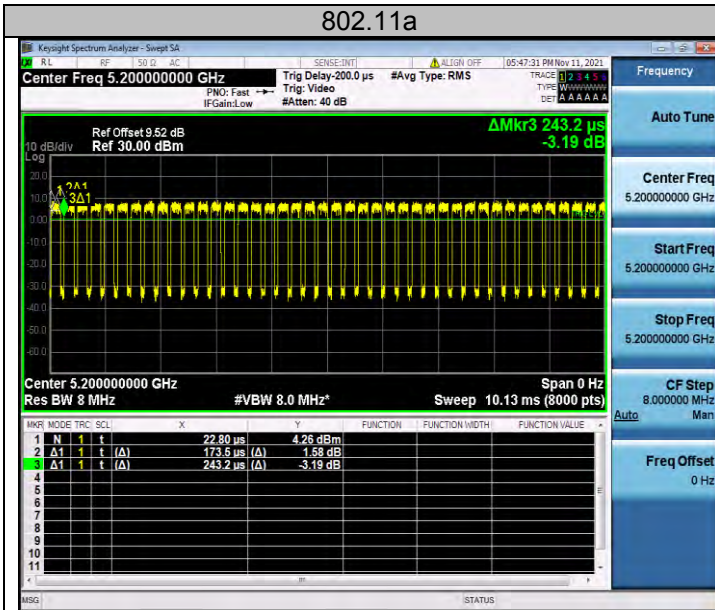 802.11a
Keysight Spectrum Analyzer - Swept SA
RL RF 50 Ω AC SENSE:INT ALIGN OFF 05:47:31 PM Nov 11, 2021
Center Freq 5.200000000 GHz
PNO: Fast
IFGain:Low
Trig Delay-200.0 µs
Trig: Video
#Atten: 40 dB
#Avg Type: RMS
TRACE 1 2 3 4 5 6
TYPE W
DET A A A A A A
Ref Offset 9.52 dB
10 dB/div Ref 30.00 dBm
Log
ΔMkr3 243.2 µs
-3.19 dB
20.0
10.0
0.00
-10.0
-20.0
-30.0
-40.0
-50.0
-60.0
1 2Δ1
3Δ1
Center 5.200000000 GHz Span 0 Hz
Res BW 8 MHz #VBW 8.0 MHz* Sweep 10.13 ms (8000 pts)
MKR MODE TRC SCL X Y FUNCTION FUNCTION WIDTH FUNCTION VALUE
1 N 1 t 22.80 µs 4.26 dBm
2 Δ1 1 t (Δ) 173.5 µs (Δ) 1.58 dB
3 Δ1 1 t (Δ) 243.2 µs (Δ) -3.19 dB
4
5
6
7
8
9
10
11
MSG STATUS
Frequency
Auto Tune
Center Freq
5.200000000 GHz
Start Freq
5.200000000 GHz
Stop Freq
5.200000000 GHz
CF Step
8.000000 MHz
Auto Man
Freq Offset
0 Hz